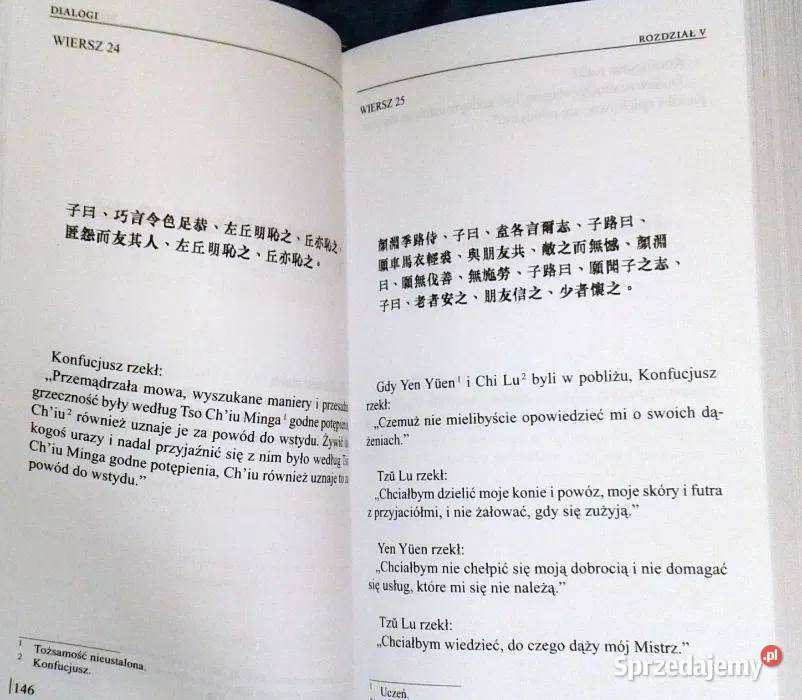 DIALOGI
WIERSZ 24
子曰、巧言令色足恭、左丘明恥之、丘亦恥之、
匿怨而友其人、左丘明恥之、丘亦恥之。
Konfucjusz rzekł:
„Przemądrzała mowa, wyszukane maniery i
grzeczność były według Tso Ch'iu Minga¹ godne
Ch'iu² również uznaje je za powód do wstydu. Żywić
kogoś urazy i nadal przyjaźnić się z nim było według
Ch'iu Minga godne potępienia, Ch'iu również uznaje to
powód do wstydu.”
¹ Tożsamość nieustalona.
² Konfucjusz.
146
ROZDZIAŁ V
WIERSZ 25
顏淵季路侍、子曰、盍各言爾志、子路曰、
願車馬衣輕裘、與朋友共、敝之而無憾、顏淵
曰、願無伐善、無施勞、子路曰、願聞子之志、
子曰、老者安之、朋友信之、少者懷之。
Gdy Yen Yüen¹ i Chi Lu² byli w pobliżu, Konfucjusz
rzekł:
„Czemuż nie mielibyście opowiedzieć mi o swoich dą-
żeniach.”
Tzŭ Lu rzekł:
„Chciałbym dzielić moje konie i powóz, moje skóry i futra
z przyjaciółmi, i nie żałować, gdy się zużyją.”
Yen Yüen rzekł:
„Chciałbym nie chełpić się moją dobrocią i nie domagać
się usług, które mi się nie należą.”
Tzŭ Lu rzekł:
„Chciałbym wiedzieć, do czego dąży mój Mistrz.”
¹ Uczeń.
Sprzedajemy.pl